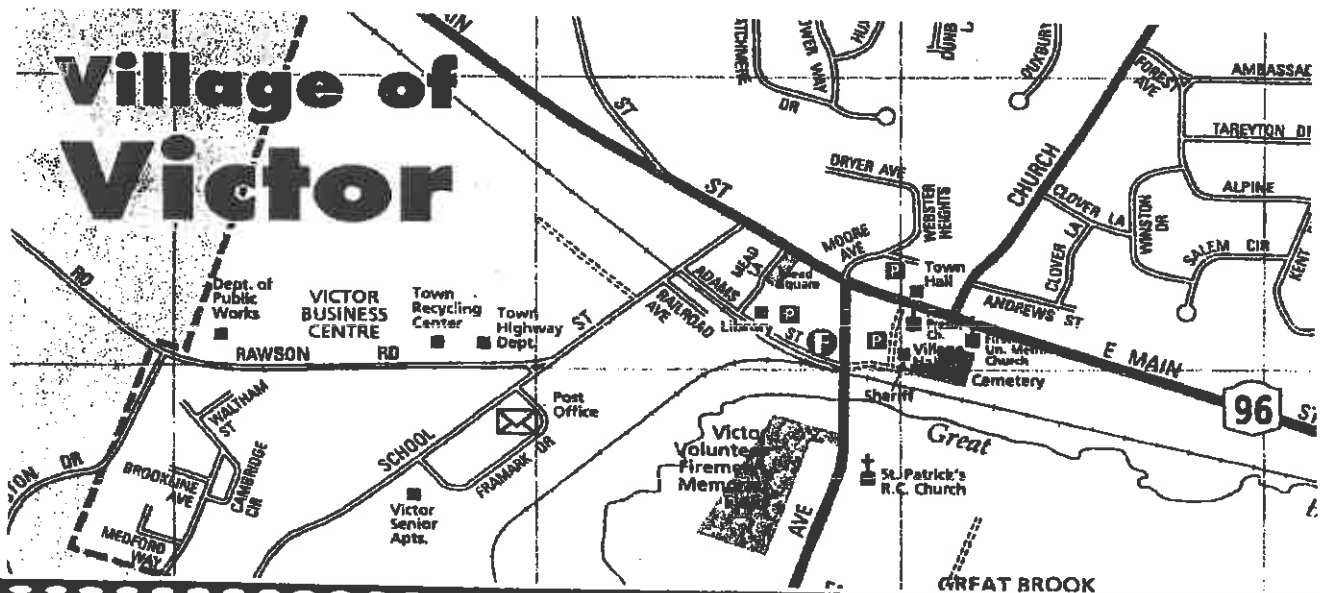 Village of
Victor
ST
ST
DR
DRYER AVE
WEBSTER
HEIGHTS
MOORE
AVE
CHURCH
FOREST
AVE
TAREYTON
ALPINE
CLOVER LA
WINSTON
DR
SALEM CIR
KENT
CLOVER
LA
ANDREWS ST
E MAIN
96
RD
Dept. of
Public
Works
VICTOR
BUSINESS
CENTRE
Town
Recycling
Center
Town
Highway
Dept.
RAWSON RD
ST
ADAMS
ST
RAILROAD
AVE
MEAD
LA
Square
Library
P
F
P
P
Town
Hall
Ch.
Church
Cemetery
Sheriff
Great
WALTHAM
ST
BROOKLINE
AVE
CAMBRIDGE
CIR
MEDFORD
WAY
DR
SCHOOL
FRAMARK DR
Post
Office
Victor
Senior
Apts.
AVE
St. Patrick's
R.C. Church
GREAT BROOK